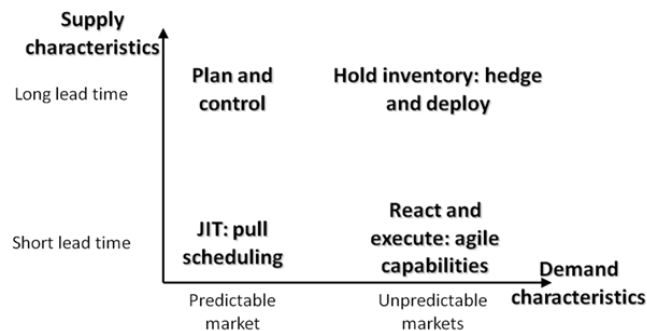 Supply
characteristics
Long lead time
Plan and
control
Hold inventory: hedge
and deploy
Short lead time
JIT: pull
scheduling
React and
execute: agile
capabilities
Demand
characteristics
Predictable
market
Unpredictable
markets